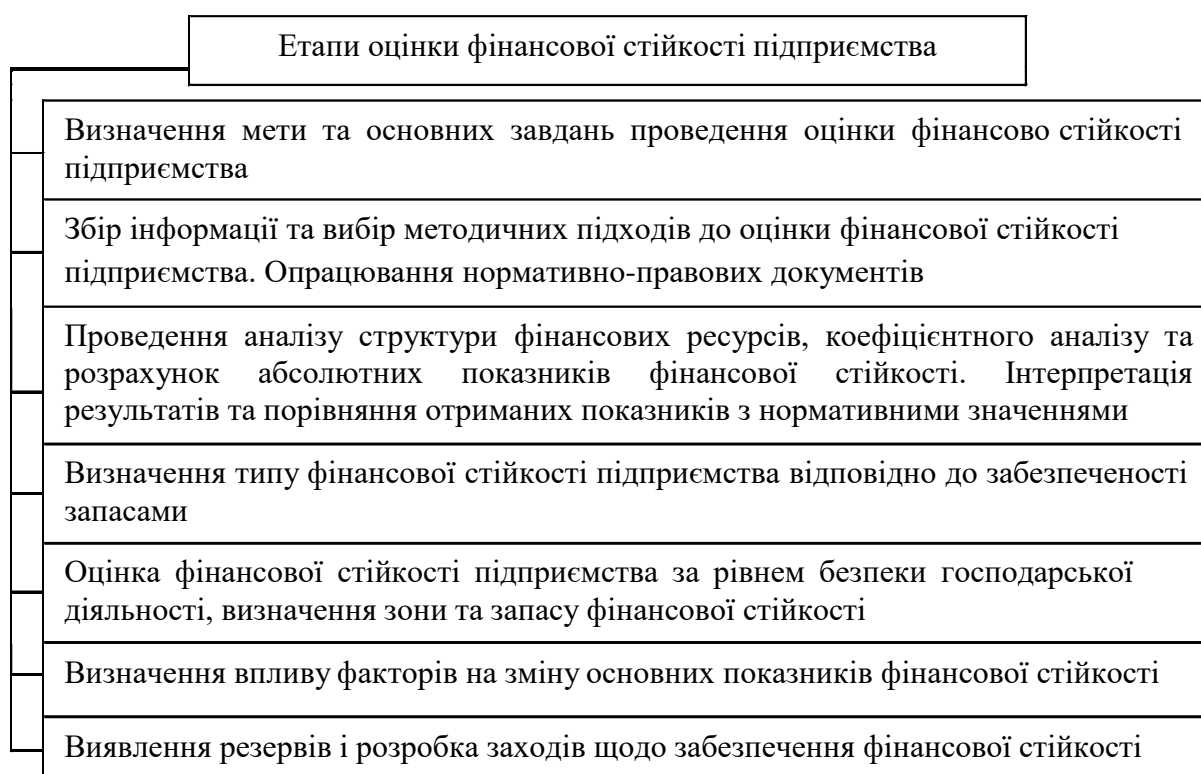 Етапи оцінки фінансової стійкості підприємства
Визначення мети та основних завдань проведення оцінки фінансово стійкості
підприємства
Збір інформації та вибір методичних підходів до оцінки фінансової стійкості
підприємства. Опрацювання нормативно-правових документів
Проведення аналізу структури фінансових ресурсів, коефіцієнтного аналізу та
розрахунок абсолютних показників фінансової стійкості. Інтерпретація
результатів та порівняння отриманих показників з нормативними значеннями
Визначення типу фінансової стійкості підприємства відповідно до забезпеченості
запасами
Оцінка фінансової стійкості підприємства за рівнем безпеки господарської
діяльності, визначення зони та запасу фінансової стійкості
Визначення впливу факторів на зміну основних показників фінансової стійкості
Виявлення резервів і розробка заходів щодо забезпечення фінансової стійкості